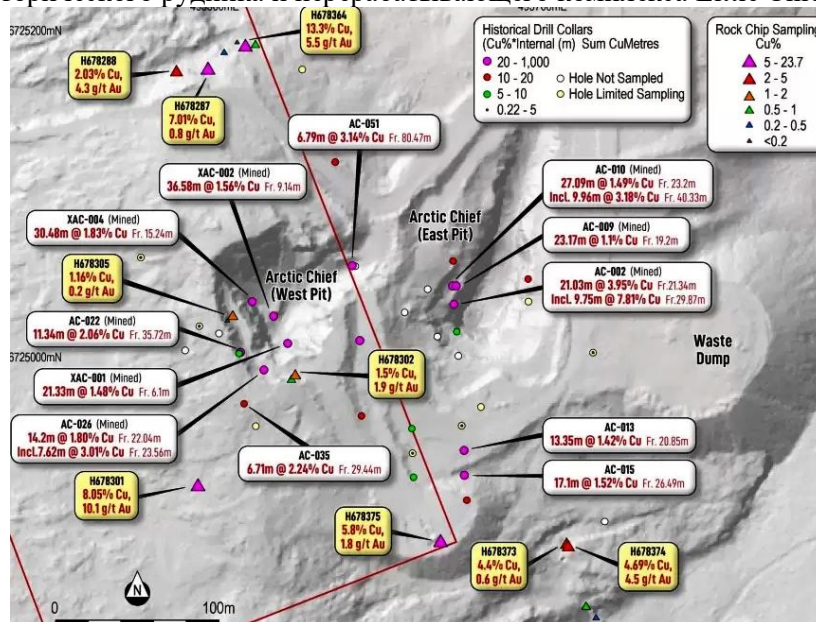 6725200mN
H678364
13.3% Cu,
5.5 g/t Au
H678288
2.03% Cu,
4.3 g/t Au
H678287
7.01% Cu,
0.8 g/t Au
Historical Drill Collars
(Cu%*Internal (m) Sum CuMetres
20 - 1,000
10 - 20
5 - 10
0.22 - 5
Hole Not Sampled
Hole Limited Sampling
Rock Chip Sampling
Cu%
5 - 23.7
2 - 5
1 - 2
0.5 - 1
0.2 - 0.5
<0.2
AC-051
6.79m @ 3.14% Cu Fr. 80.47m
XAC-002 (Mined)
36.58m @ 1.56% Cu Fr. 9.14m
AC-010 (Mined)
27.09m @ 1.49% Cu Fr. 23.2m
Incl. 9.96m @ 3.18% Cu Fr. 40.33m
XAC-004 (Mined)
30.48m @ 1.83% Cu Fr. 15.24m
Arctic Chief
(East Pit)
AC-009 (Mined)
23.17m @ 1.1% Cu Fr. 19.2m
H678305
1.16% Cu,
0.2 g/t Au
Arctic Chief
(West Pit)
AC-002 (Mined)
21.03m @ 3.95% Cu Fr.21.34m
Incl. 9.75m @ 7.81% Cu Fr.29.87m
AC-022 (Mined)
11.34m @ 2.06% Cu Fr. 35.72m
Waste
Dump
6725000mN
H678302
1.5% Cu,
1.9 g/t Au
XAC-001 (Mined)
21.33m @ 1.48% Cu Fr. 6.1m
AC-026 (Mined)
14.2m @ 1.80% Cu Fr. 22.04m
Incl.7.62m @ 3.01% Cu Fr. 23.56m
AC-013
13.35m @ 1.42% Cu Fr. 20.85m
AC-035
6.71m @ 2.24% Cu Fr. 29.44m
AC-015
17.1m @ 1.52% Cu Fr. 26.49m
H678301
8.05% Cu,
10.1 g/t Au
H678375
5.8% Cu,
1.8 g/t Au
H678373
4.4% Cu,
0.6 g/t Au
H678374
4.69% Cu,
4.5 g/t Au
N
0
100m